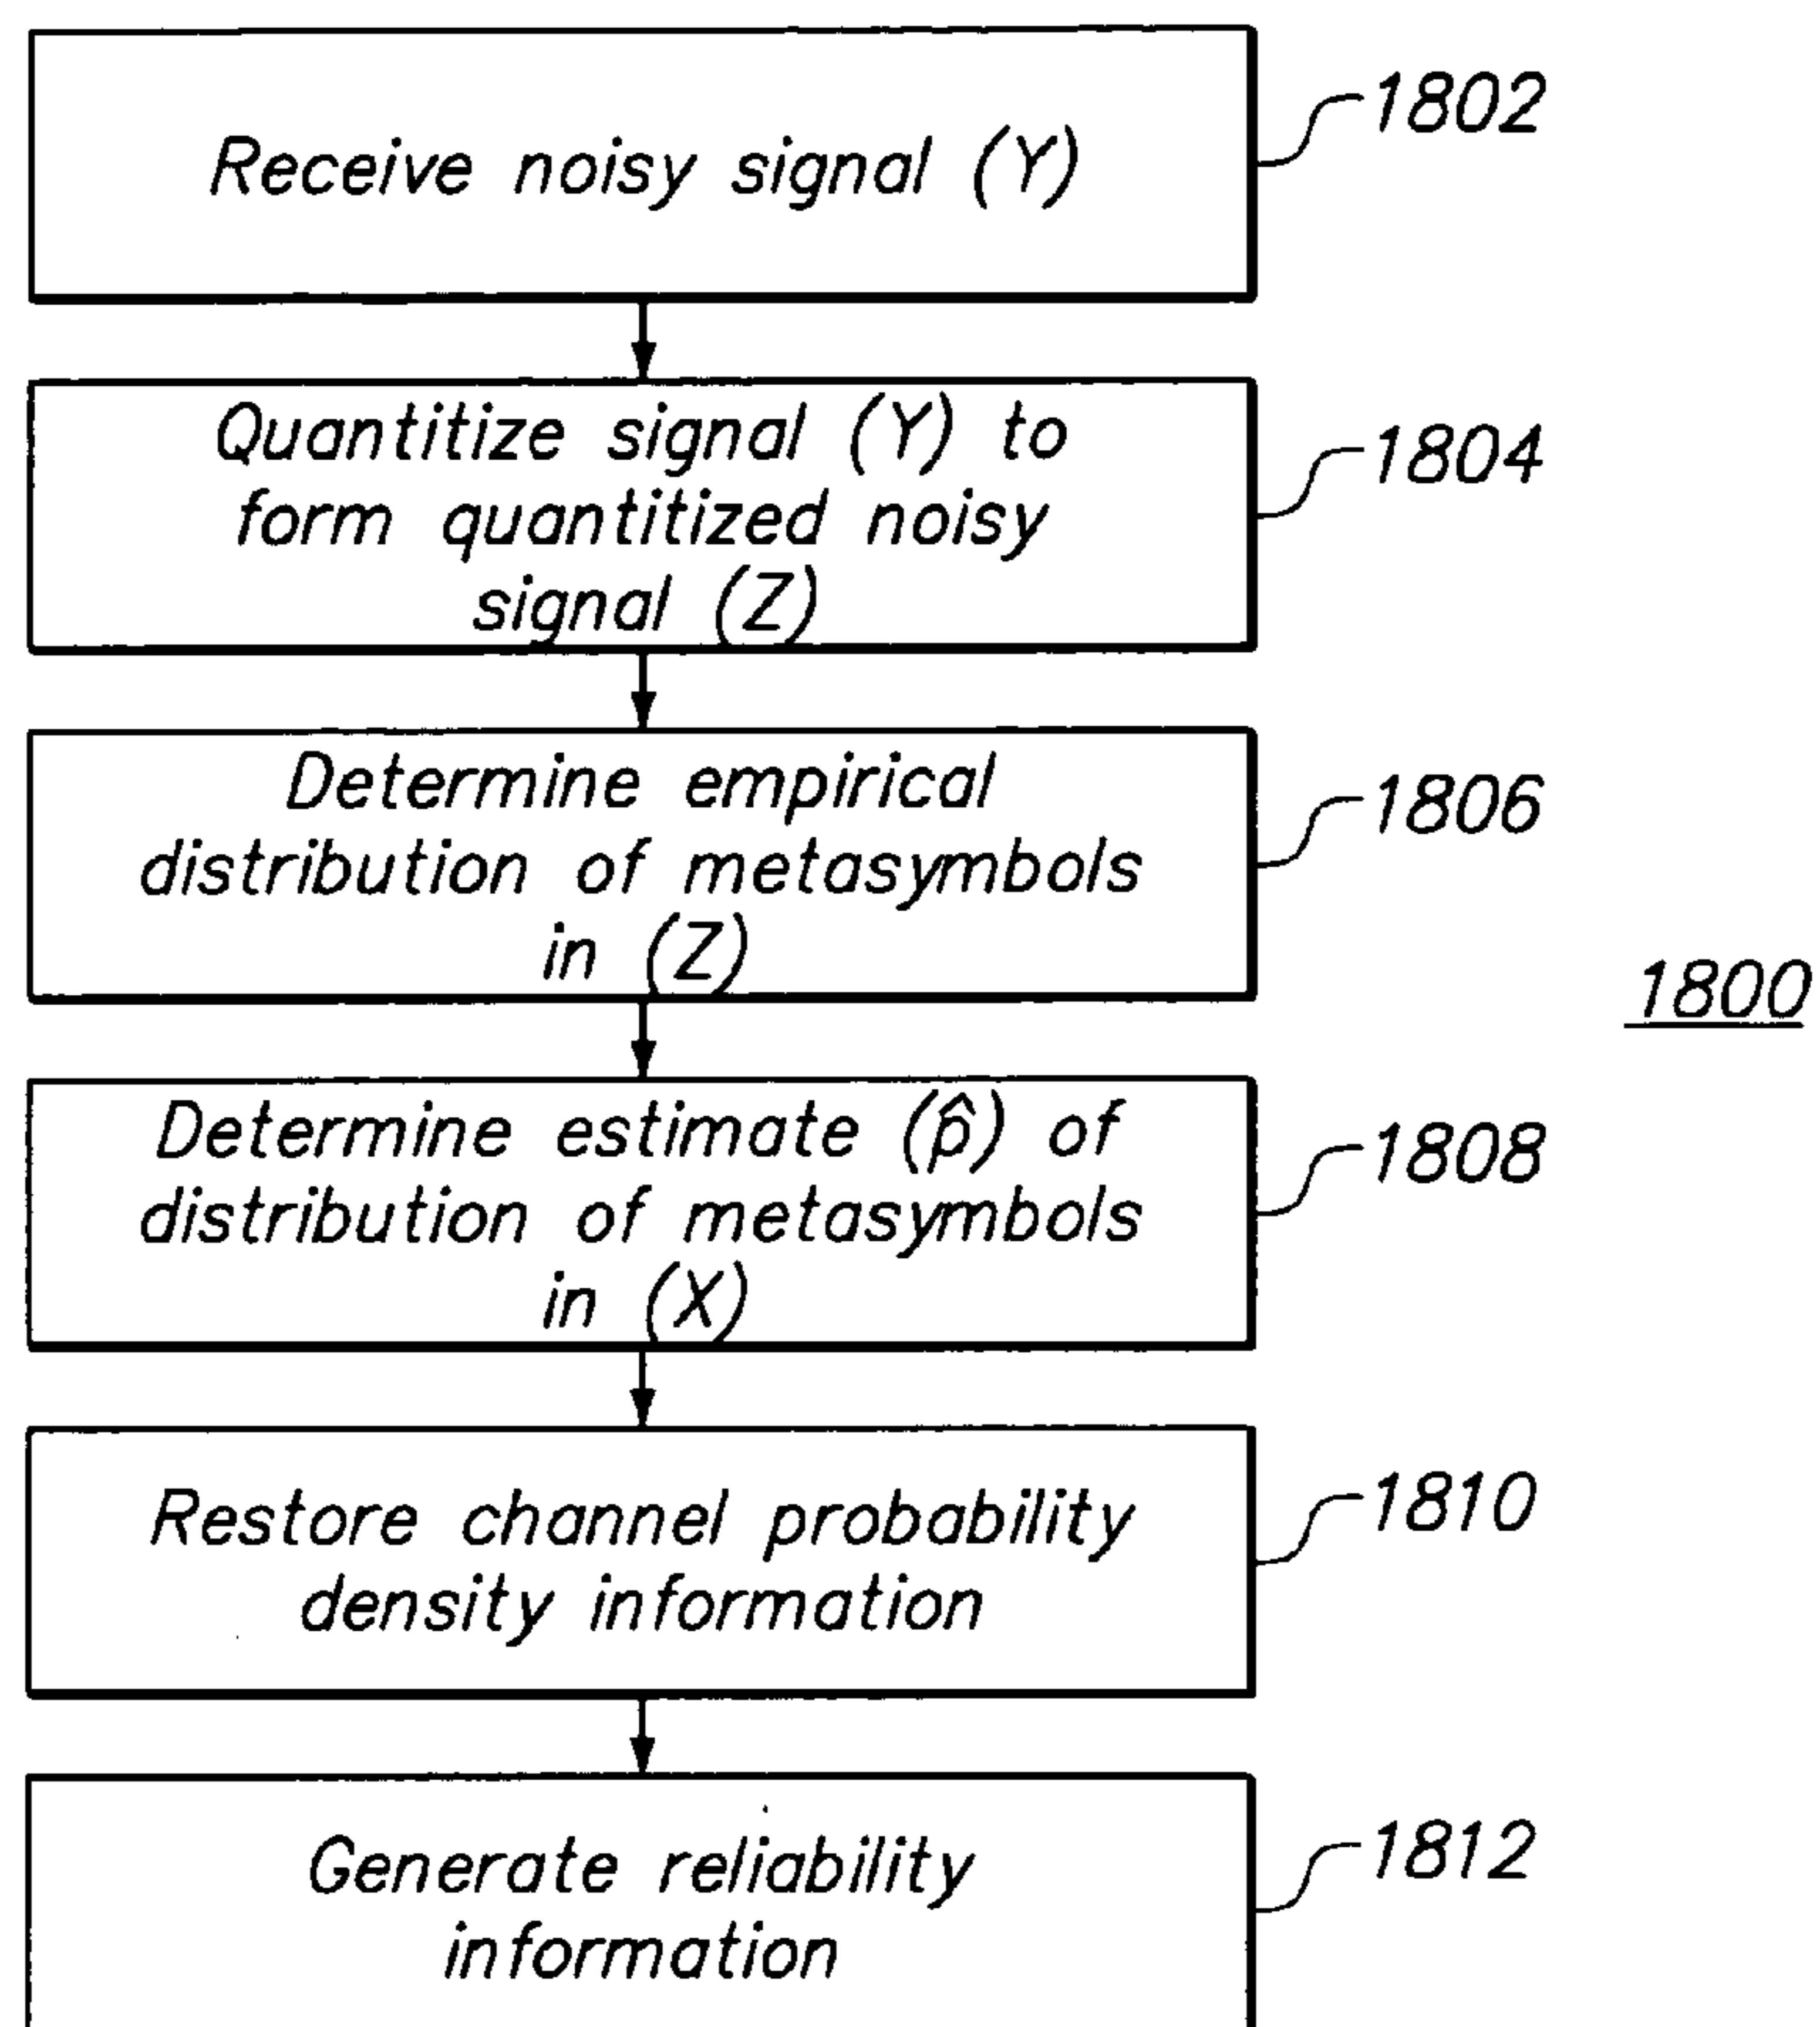 Receive noisy signal (Y)
1802
Quantitize signal (Y) to
form quantitized noisy
signal (Z)
1804
Determine empirical
distribution of metasymbols
in (Z)
1806
1800
Determine estimate (p̂) of
distribution of metasymbols
in (X)
1808
Restore channel probability
density information
1810
Generate reliability
information
1812